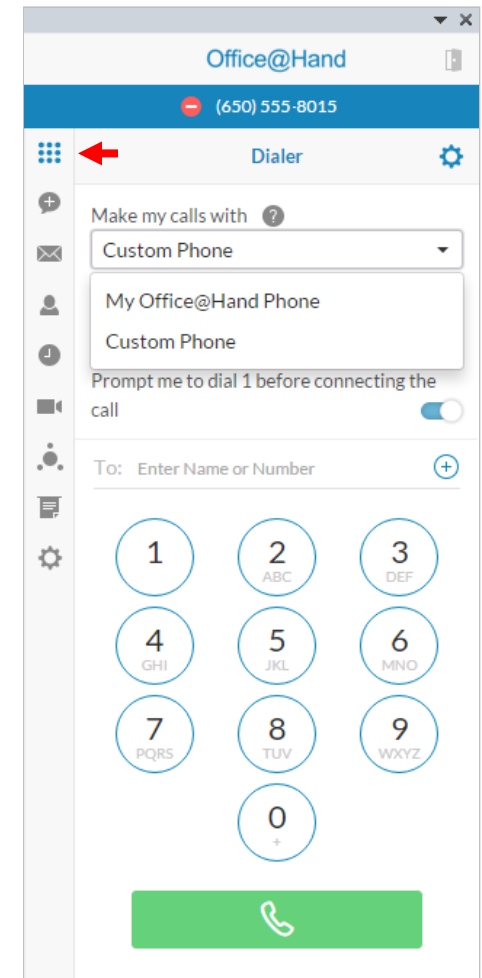 Office@Hand
(650) 555-8015
Dialer
Make my calls with ?
Custom Phone
My Office@Hand Phone
Custom Phone
Prompt me to dial 1 before connecting the
call
To: Enter Name or Number
1 2 3
ABC DEF
4 5 6
GHI JKL MNO
7 8 9
PQRS TUV WXYZ
0
+